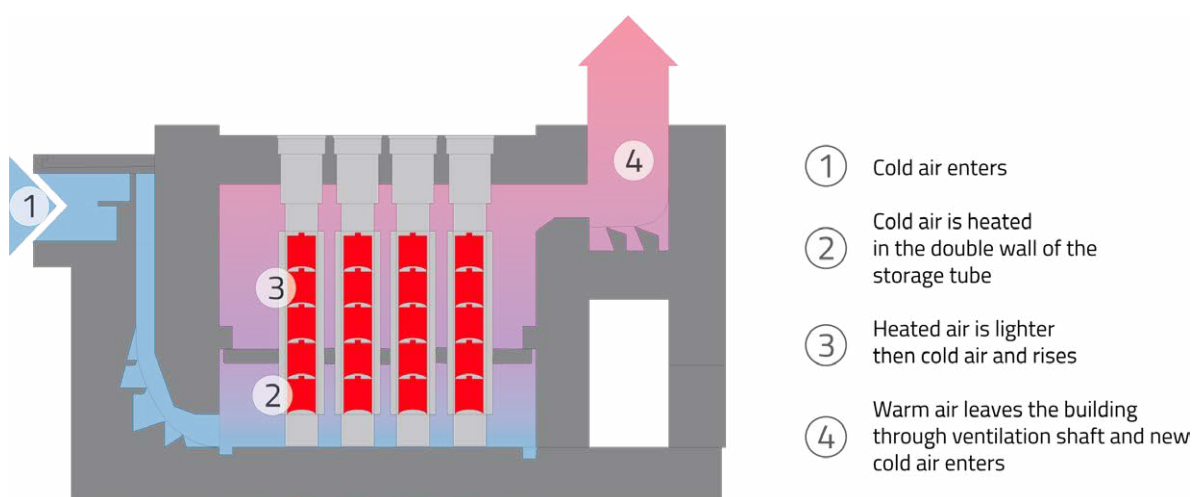 1
2
3
4
1
Cold air enters
2
Cold air is heated
in the double wall of the
storage tube
3
Heated air is lighter
then cold air and rises
4
Warm air leaves the building
through ventilation shaft and new
cold air enters